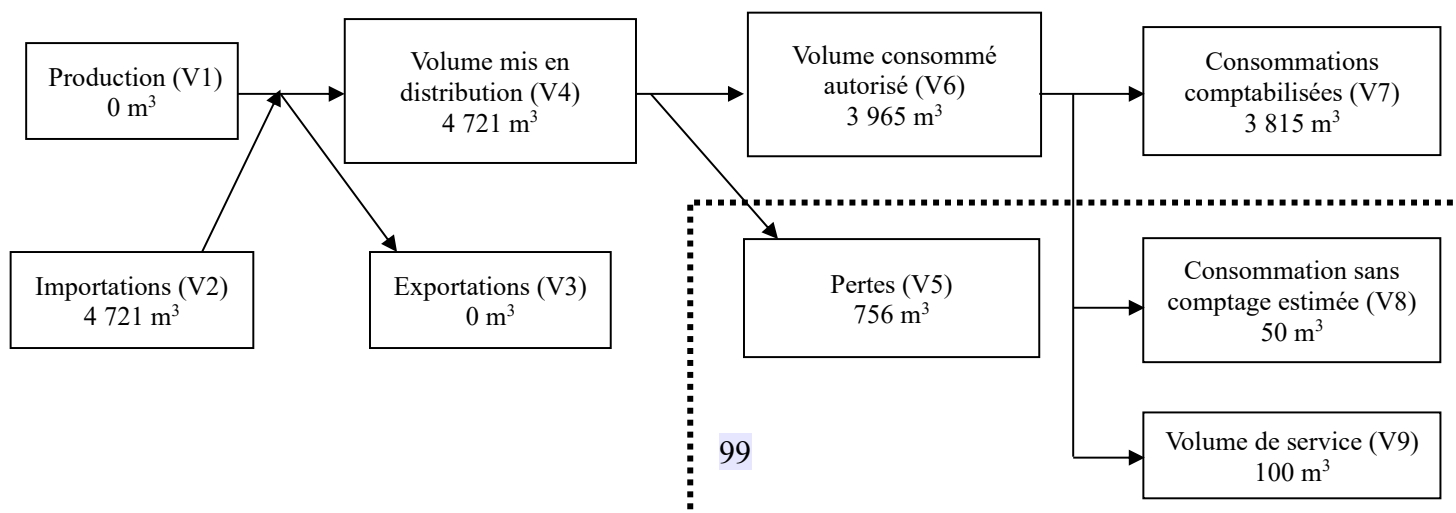 Production (V1)
0 m³
Volume mis en
distribution (V4)
4 721 m³
Volume consommé
autorisé (V6)
3 965 m³
Consommations
comptabilisées (V7)
3 815 m³
Importations (V2)
4 721 m³
Exportations (V3)
0 m³
Pertes (V5)
756 m³
Consommation sans
comptage estimée (V8)
50 m³
99
Volume de service (V9)
100 m³